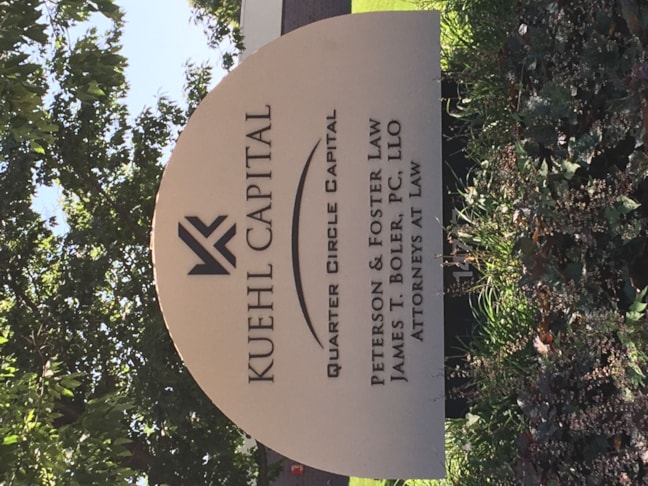 KUEHL CAPITAL
QUARTER CIRCLE CAPITAL
PETERSON & FOSTER LAW
JAMES T. BOLER, PC, LLO
ATTORNEYS AT LAW